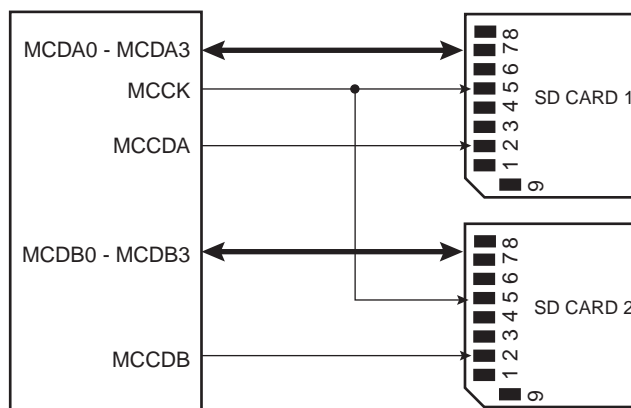 MCDA0 - MCDA3
MCCK
MCCDA
MCDB0 - MCDB3
MCCDB
1 2 3 4 5 6 7 8
9
SD CARD 1
1 2 3 4 5 6 7 8
9
SD CARD 2